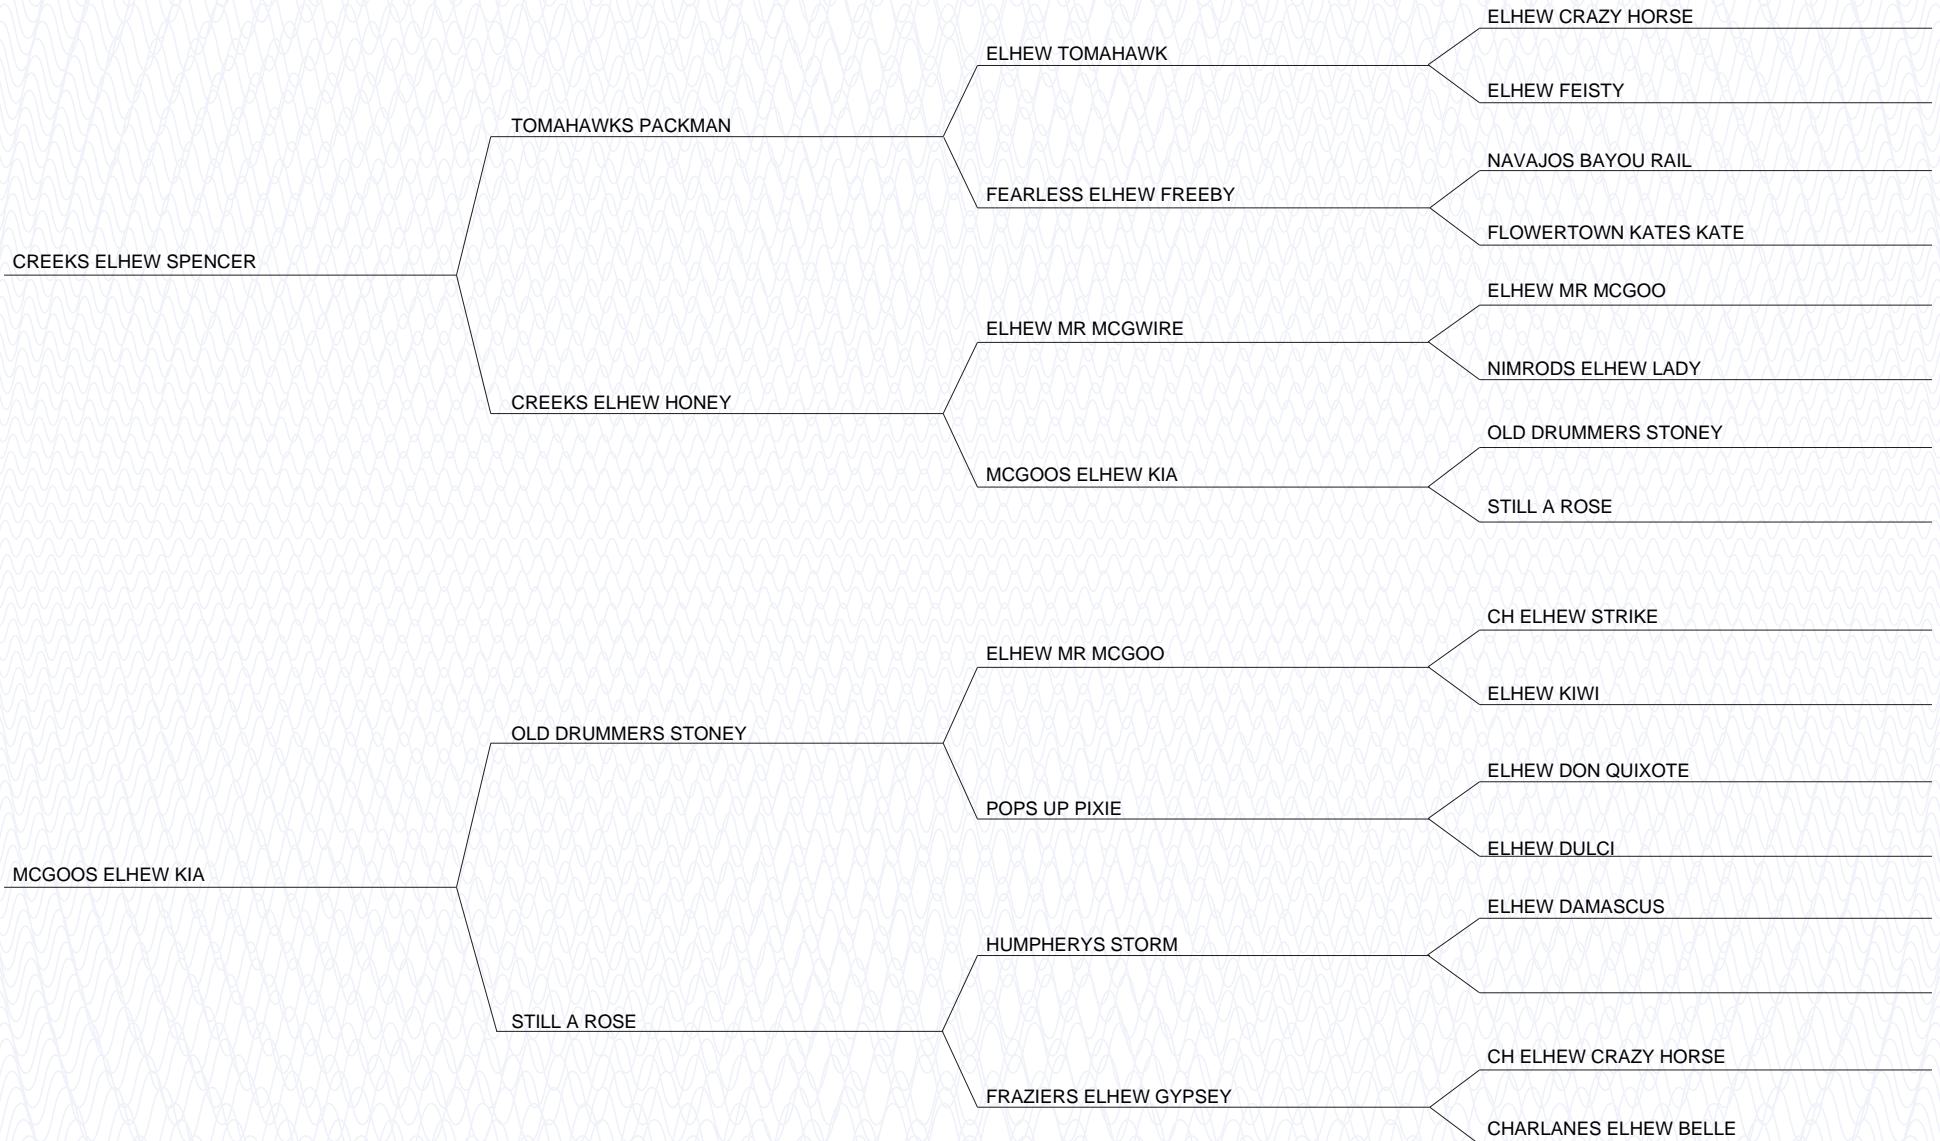 ELHEW CRAZY HORSE
ELHEW TOMAHAWK
ELHEW FEISTY
TOMAHAWKS PACKMAN
NAVAJOS BAYOU RAIL
FEARLESS ELHEW FREEBY
FLOWERTOWN KATES KATE
CREEKS ELHEW SPENCER
ELHEW MR MCGOO
ELHEW MR MCGWIRE
NIMRODS ELHEW LADY
CREEKS ELHEW HONEY
OLD DRUMMERS STONEY
MCGOOS ELHEW KIA
STILL A ROSE
CH ELHEW STRIKE
ELHEW MR MCGOO
ELHEW KIWI
OLD DRUMMERS STONEY
ELHEW DON QUIXOTE
POPS UP PIXIE
ELHEW DULCI
MCGOOS ELHEW KIA
ELHEW DAMASCUS
HUMPHERYS STORM
STILL A ROSE
CH ELHEW CRAZY HORSE
FRAZIERS ELHEW GYPSEY
CHARLANES ELHEW BELLE